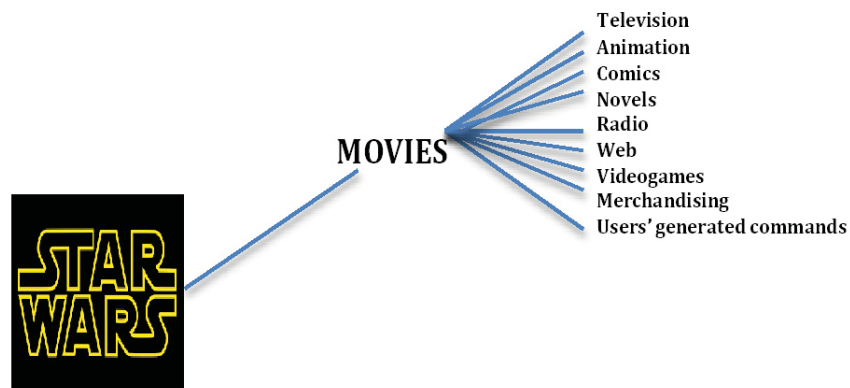 Television
Animation
Comics
Novels
Radio
Web
Videogames
Merchandising
Users’ generated commands
MOVIES
STAR
WARS